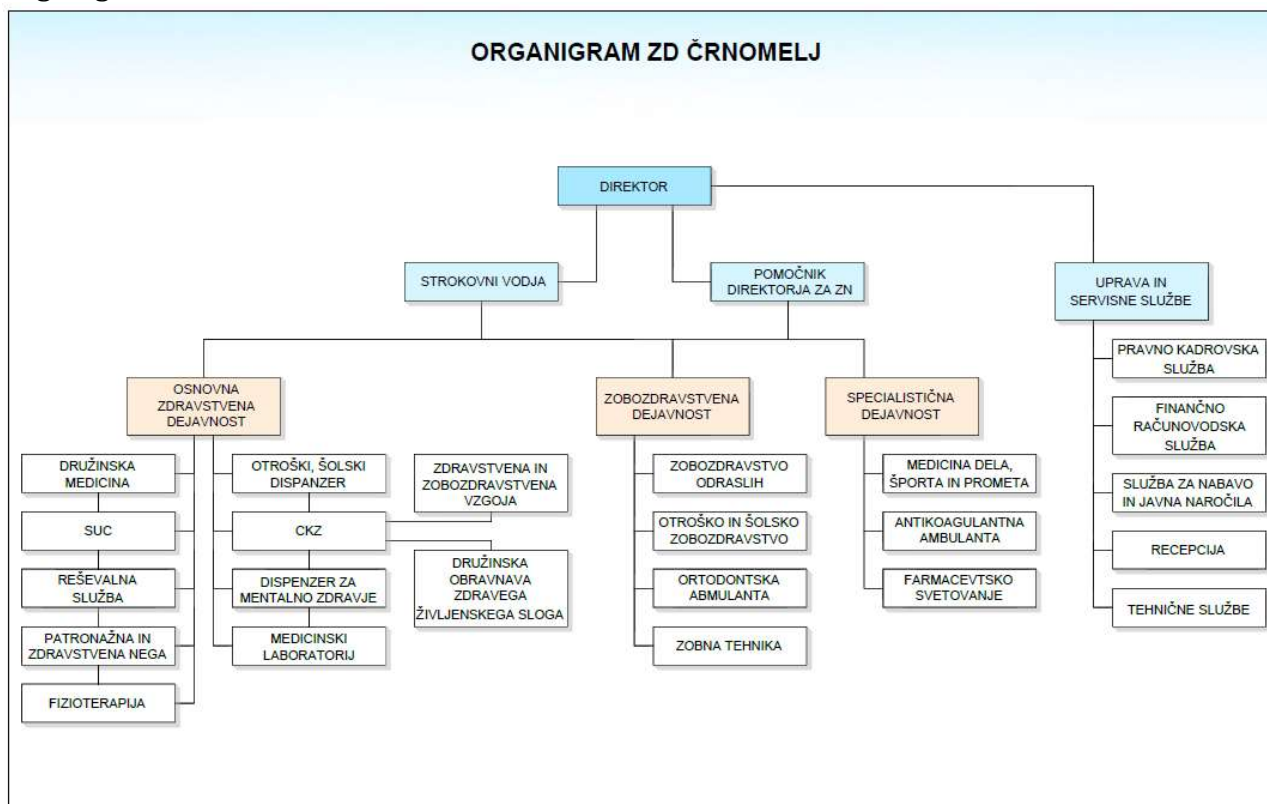 ORGANIGRAM ZD ČRNOMELJ
DIREKTOR
STROKOVNI VODJA
POMOČNIK
DIREKTORJA ZA ZN
UPRAVA IN
SERVISNE SLUŽBE
OSNOVNA
ZDRAVSTVENA
DEJAVNOST
DRUŽINSKA
MEDICINA
SUC
REŠEVALNA
SLUŽBA
PATRONAŽNA IN
ZDRAVSTVENA NEGA
FIZIOTERAPIJA
OTROŠKI, ŠOLSKI
DISPANZER
CKZ
DISPENZER ZA
MENTALNO ZDRAVJE
MEDICINSKI
LABORATORIJ
ZDRAVSTVENA IN
ZOBOZDRAVSTVENA
VZGOJA
DRUŽINSKA
OBRAVNAVA
ZDRAVEGA
ŽIVLJENSKEGA SLOGA
ZOBOZDRAVSTVENA
DEJAVNOST
ZOBOZDRAVSTVO
ODRASLIH
OTROŠKO IN ŠOLSKO
ZOBOZDRAVSTVO
ORTODONTSKA
ABMULANTA
ZOBNA TEHNIKA
SPECIALISTIČNA
DEJAVNOST
MEDICINA DELA,
ŠPORTA IN PROMETA
ANTIKOAGULANTNA
AMBULANTA
FARMACEVTSKO
SVETOVANJE
PRAVNO KADROVSKA
SLUŽBA
FINANČNO
RAČUNOVODSKA
SLUŽBA
SLUŽBA ZA NABAVO
IN JAVNA NAROČILA
RECEPCIJA
TEHNIČNE SLUŽBE